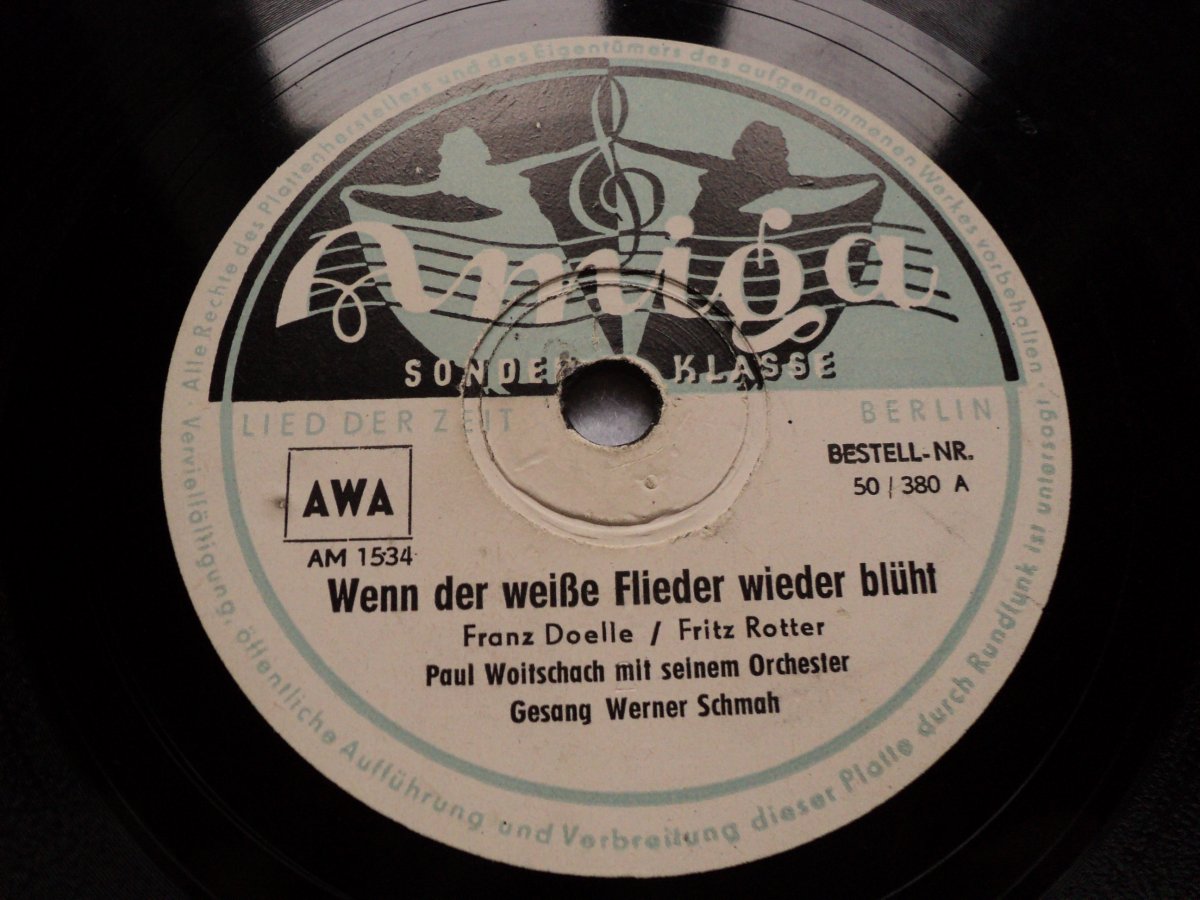 Alle Rechte des Plattenherstellers und des Eigentümers des aufgenommenen Werkes vorbehalten · Vervielfältigung, öffentliche Aufführung und Verbreitung dieser Platte durch Rundfunk ist untersagt ·
Amiga
SONDER KLASSE
LIED DER ZEIT BERLIN
AWA
BESTELL-NR.
50 / 380 A
AM 1534
Wenn der weiße Flieder wieder blüht
Franz Doelle / Fritz Rotter
Paul Woitschach mit seinem Orchester
Gesang Werner Schmah